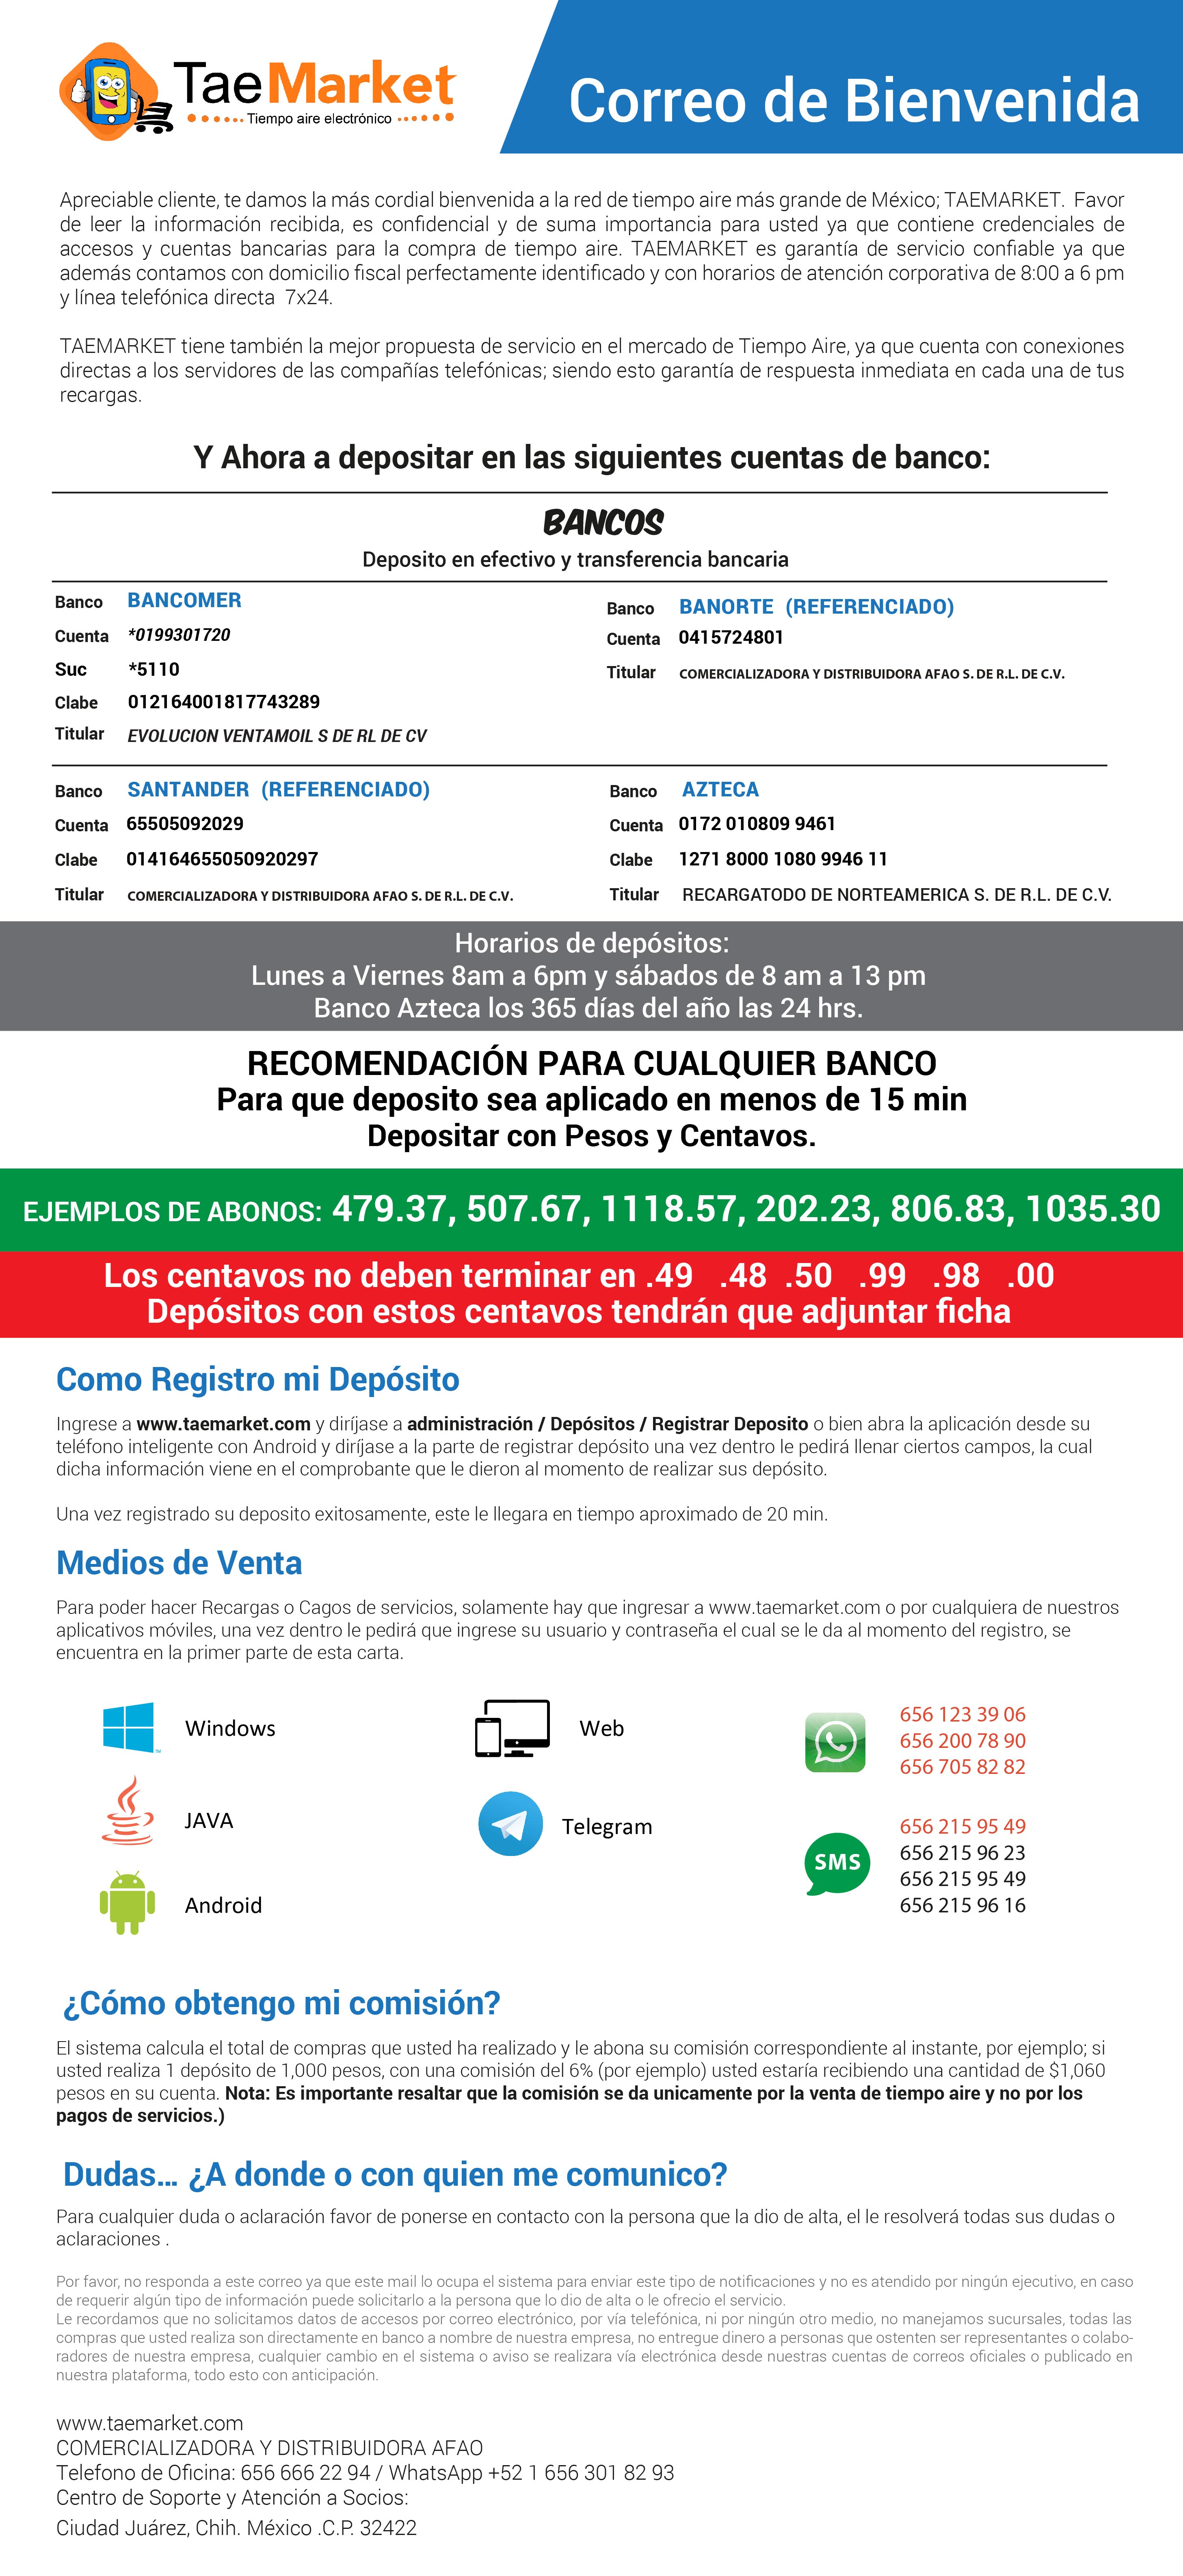 TaeMarket
Tiempo aire electrónico
Correo de Bienvenida
Apreciable cliente, te damos la más cordial bienvenida a la red de tiempo aire más grande de México; TAEMARKET. Favor
de leer la información recibida, es confidencial y de suma importancia para usted ya que contiene credenciales de
accesos y cuentas bancarias para la compra de tiempo aire. TAEMARKET es garantía de servicio confiable ya que
además contamos con domicilio fiscal perfectamente identificado y con horarios de atención corporativa de 8:00 a 6 pm
y línea telefónica directa 7x24.
TAEMARKET tiene también la mejor propuesta de servicio en el mercado de Tiempo Aire, ya que cuenta con conexiones
directas a los servidores de las compañías telefónicas; siendo esto garantía de respuesta inmediata en cada una de tus
recargas.
Y Ahora a depositar en las siguientes cuentas de banco:
BANCOS
Deposito en efectivo y transferencia bancaria
Banco BANCOMER
Cuenta *0199301720
Suc *5110
Clabe 012164001817743289
Titular EVOLUCION VENTAMOIL S DE RL DE CV
Banco BANORTE (REFERENCIADO)
Cuenta 0415724801
Titular COMERCIALIZADORA Y DISTRIBUIDORA AFAO S. DE R.L. DE C.V.
Banco SANTANDER (REFERENCIADO)
Cuenta 65505092029
Clabe 014164655050920297
Titular COMERCIALIZADORA Y DISTRIBUIDORA AFAO S. DE R.L. DE C.V.
Banco AZTECA
Cuenta 0172 010809 9461
Clabe 1271 8000 1080 9946 11
Titular RECARGATODO DE NORTEAMERICA S. DE R.L. DE C.V.
Horarios de depósitos:
Lunes a Viernes 8am a 6pm y sábados de 8 am a 13 pm
Banco Azteca los 365 días del año las 24 hrs.
RECOMENDACIÓN PARA CUALQUIER BANCO
Para que deposito sea aplicado en menos de 15 min
Depositar con Pesos y Centavos.
EJEMPLOS DE ABONOS: 479.37, 507.67, 1118.57, 202.23, 806.83, 1035.30
Los centavos no deben terminar en .49 .48 .50 .99 .98 .00
Depósitos con estos centavos tendrán que adjuntar ficha
Como Registro mi Depósito
Ingrese a www.taemarket.com y diríjase a administración / Depósitos / Registrar Deposito o bien abra la aplicación desde su
teléfono inteligente con Android y diríjase a la parte de registrar depósito una vez dentro le pedirá llenar ciertos campos, la cual
dicha información viene en el comprobante que le dieron al momento de realizar sus depósito.
Una vez registrado su deposito exitosamente, este le llegara en tiempo aproximado de 20 min.
Medios de Venta
Para poder hacer Recargas o Cagos de servicios, solamente hay que ingresar a www.taemarket.com o por cualquiera de nuestros
aplicativos móviles, una vez dentro le pedirá que ingrese su usuario y contraseña el cual se le da al momento del registro, se
encuentra en la primer parte de esta carta.
Windows
JAVA
Android
Web
Telegram
656 123 39 06
656 200 78 90
656 705 82 82
SMS
656 215 95 49
656 215 96 23
656 215 95 49
656 215 96 16
¿Cómo obtengo mi comisión?
El sistema calcula el total de compras que usted ha realizado y le abona su comisión correspondiente al instante, por ejemplo; si
usted realiza 1 depósito de 1,000 pesos, con una comisión del 6% (por ejemplo) usted estaría recibiendo una cantidad de $1,060
pesos en su cuenta. Nota: Es importante resaltar que la comisión se da unicamente por la venta de tiempo aire y no por los
pagos de servicios.)
Dudas... ¿A donde o con quien me comunico?
Para cualquier duda o aclaración favor de ponerse en contacto con la persona que la dio de alta, el le resolverá todas sus dudas o
aclaraciones .
Por favor, no responda a este correo ya que este mail lo ocupa el sistema para enviar este tipo de notificaciones y no es atendido por ningún ejecutivo, en caso
de requerir algún tipo de información puede solicitarlo a la persona que lo dio de alta o le ofrecio el servicio.
Le recordamos que no solicitamos datos de accesos por correo electrónico, por vía telefónica, ni por ningún otro medio, no manejamos sucursales, todas las
compras que usted realiza son directamente en banco a nombre de nuestra empresa, no entregue dinero a personas que ostenten ser representantes o colabo-
radores de nuestra empresa, cualquier cambio en el sistema o aviso se realizara vía electrónica desde nuestras cuentas de correos oficiales o publicado en
nuestra plataforma, todo esto con anticipación.
www.taemarket.com
COMERCIALIZADORA Y DISTRIBUIDORA AFAO
Telefono de Oficina: 656 666 22 94 / WhatsApp +52 1 656 301 82 93
Centro de Soporte y Atención a Socios:
Ciudad Juárez, Chih. México .C.P. 32422